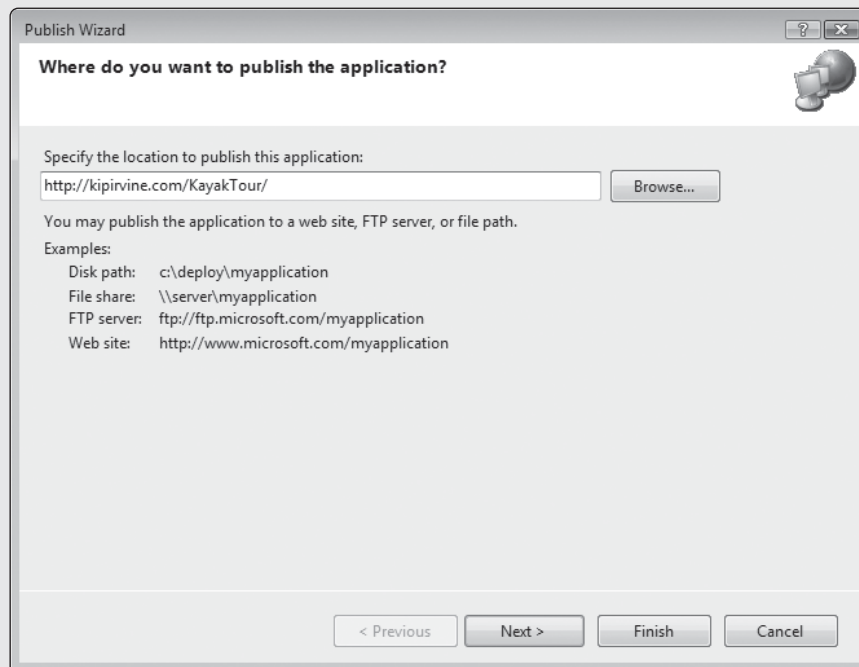 Publish Wizard
Where do you want to publish the application?
Specify the location to publish this application:
http://kipirvine.com/KayakTour/
Browse...
You may publish the application to a web site, FTP server, or file path.
Examples:
Disk path: c:\deploy\myapplication
File share: \\server\myapplication
FTP server: ftp://ftp.microsoft.com/myapplication
Web site: http://www.microsoft.com/myapplication
< Previous Next > Finish Cancel